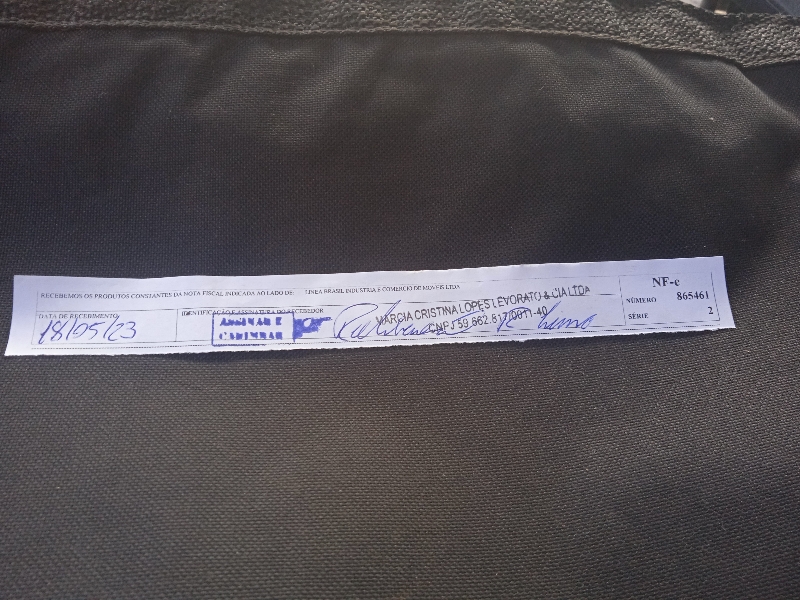 RECEBEMOS OS PRODUTOS CONSTANTES DA NOTA FISCAL INDICADA AO LADO DE: LINEA BRASIL INDUSTRIA E COMERCIO DE MOVEIS LTDA
NF-e
NÚMERO 865461
SÉRIE 2
DATA DE RECEBIMENTO
18/05/23
IDENTIFICAÇÃO E ASSINATURA DO RECEBEDOR
ASSINAR E
CARIMBAR
MARCIA CRISTINA LOPES LEVORATO & CIA LTDA
CNPJ 59.662.817/001-40